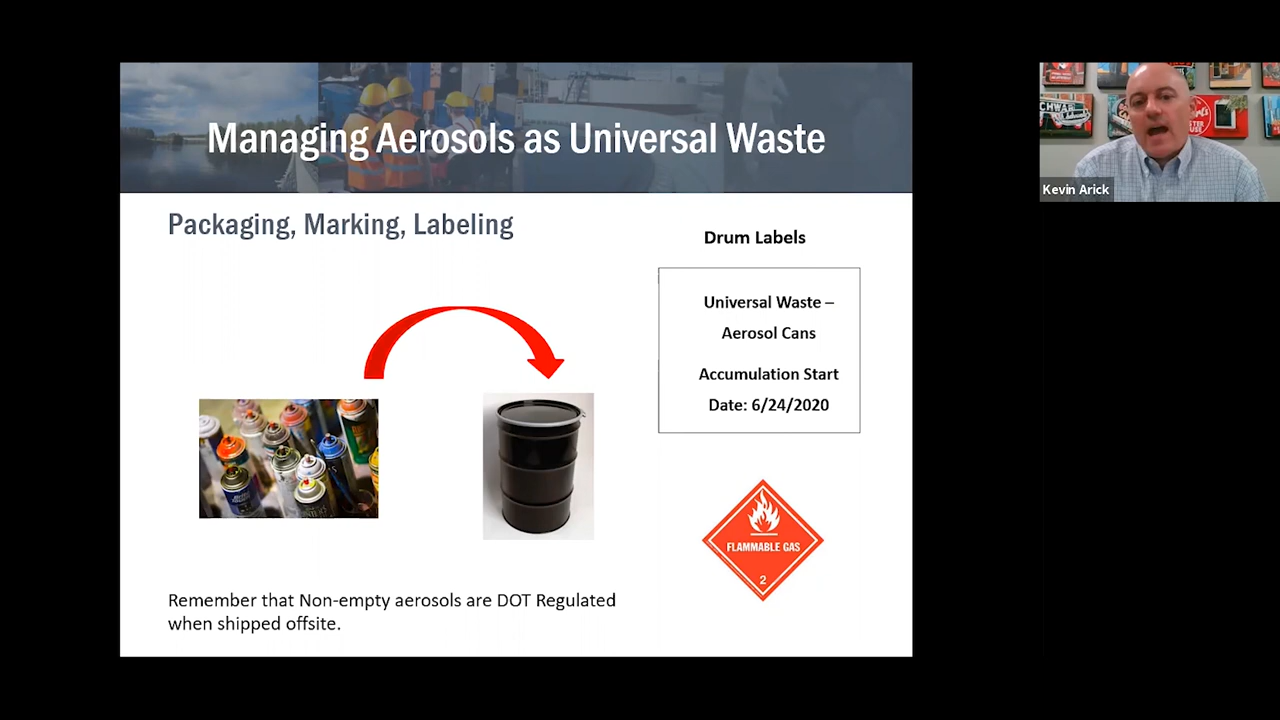 Managing Aerosols as Universal Waste
Packaging, Marking, Labeling
Drum Labels
Universal Waste –
Aerosol Cans
Accumulation Start
Date: 6/24/2020
FLAMMABLE GAS
2
Remember that Non-empty aerosols are DOT Regulated
when shipped offsite.
Kevin Arick